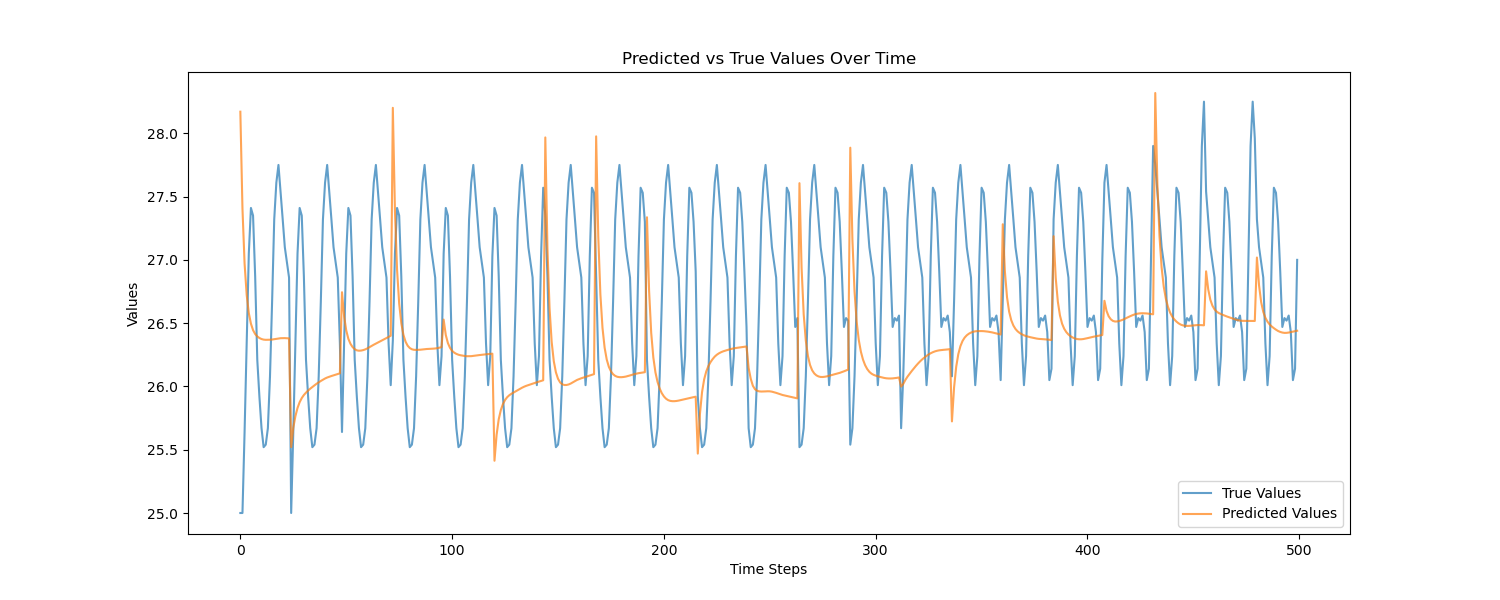 Predicted vs True Values Over Time
Values
28.0
27.5
27.0
26.5
26.0
25.5
25.0
0
100
200
300
400
500
Time Steps
True Values
Predicted Values